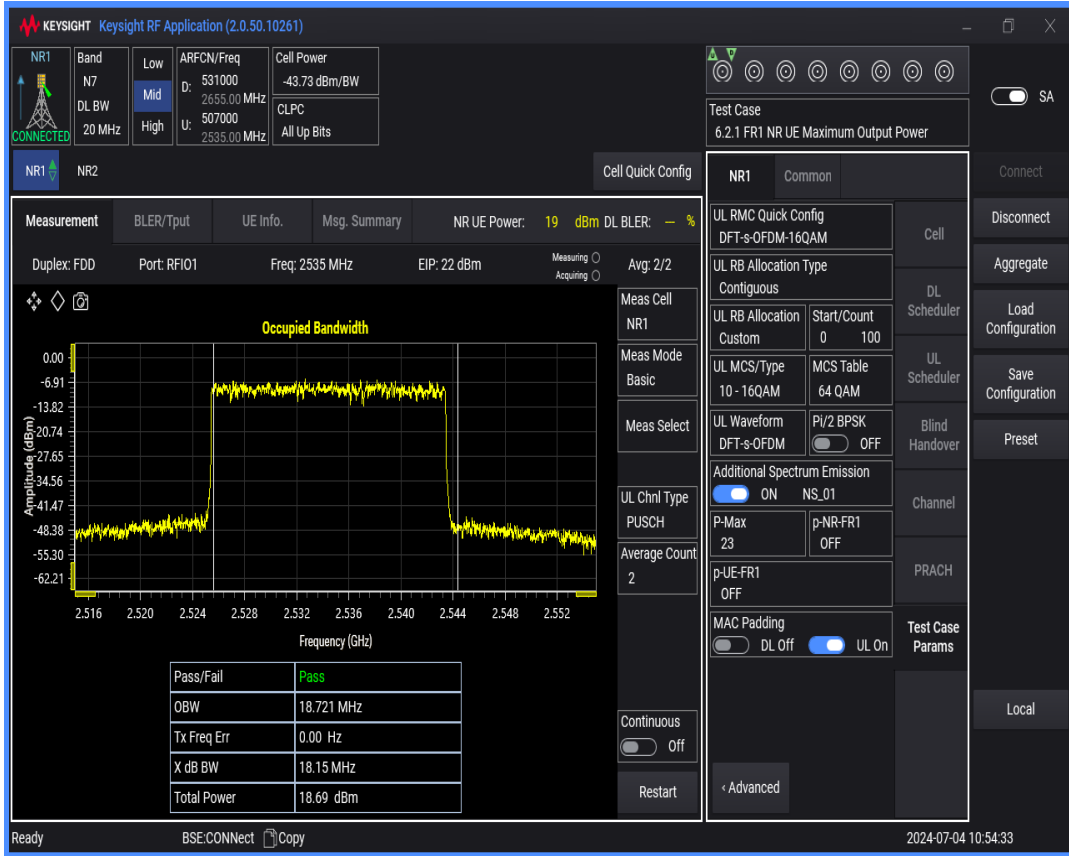 KEYSIGHT Keysight RF Application (2.0.50.10261)
NR1
CONNECTED
Band
N7
DL BW
20 MHz
Low
Mid
High
ARFCN/Freq
D: 531000
2655.00 MHz
U: 507000
2535.00 MHz
Cell Power
-43.73 dBm/BW
CLPC
All Up Bits
Test Case
6.2.1 FR1 NR UE Maximum Output Power
SA
NR1 NR2
Cell Quick Config
NR1 Common
Connect
Disconnect
Aggregate
Load
Configuration
Save
Configuration
Preset
Local
Measurement BLER/Tput UE Info. Msg. Summary NR UE Power: 19 dBm DL BLER: -- %
Duplex: FDD Port: RFIO1 Freq: 2535 MHz EIP: 22 dBm Measuring Acquiring Avg: 2/2
Occupied Bandwidth
Amplitude (dBm)
0.00
-6.91
-13.82
-20.74
-27.65
-34.56
-41.47
-48.38
-55.30
-62.21
2.516 2.520 2.524 2.528 2.532 2.536 2.540 2.544 2.548 2.552
Frequency (GHz)
Pass/Fail Pass
OBW 18.721 MHz
Tx Freq Err 0.00 Hz
X dB BW 18.15 MHz
Total Power 18.69 dBm
Meas Cell
NR1
Meas Mode
Basic
Meas Select
UL Chnl Type
PUSCH
Average Count
2
Continuous
Off
Restart
UL RMC Quick Config
DFT-s-OFDM-16QAM
UL RB Allocation Type
Contiguous
UL RB Allocation
Custom
Start/Count
0 100
UL MCS/Type
10 - 16QAM
MCS Table
64 QAM
UL Waveform
DFT-s-OFDM
Pi/2 BPSK
OFF
Additional Spectrum Emission
ON NS_01
P-Max
23
p-NR-FR1
OFF
p-UE-FR1
OFF
MAC Padding
DL Off UL On
‹ Advanced
Cell
DL
Scheduler
UL
Scheduler
Blind
Handover
Channel
PRACH
Test Case
Params
Ready BSE:CONNect Copy 2024-07-04 10:54:33